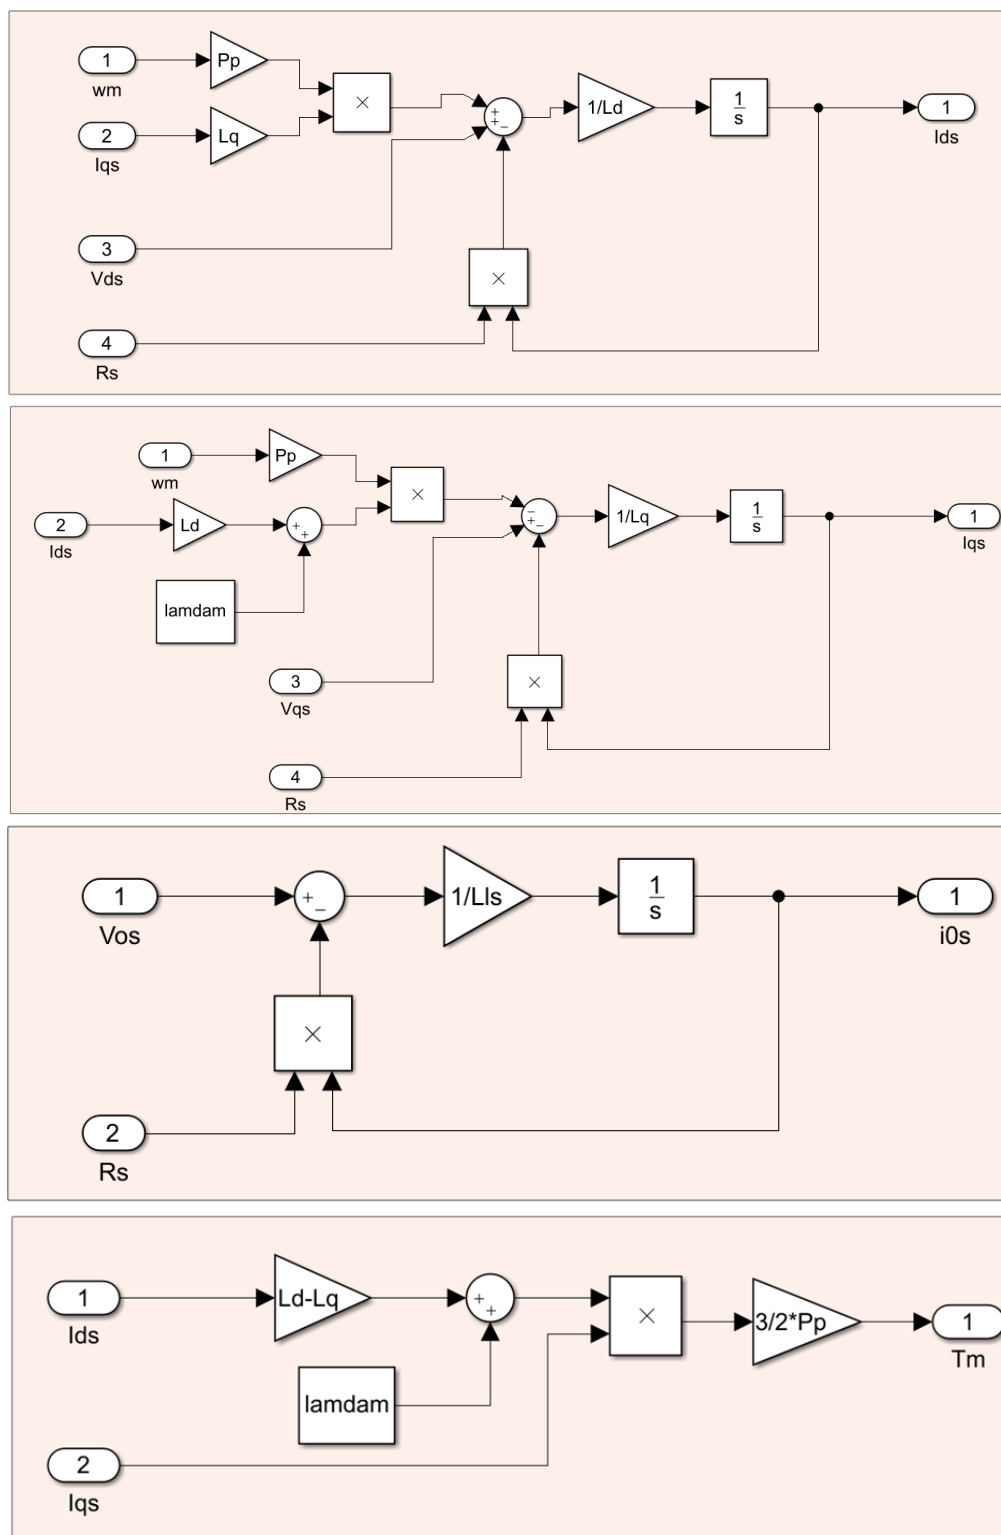 1
wm
Pp
2
Iqs
Lq
×
+
+
−
1/Ld
1
s
1
Ids
3
Vds
×
4
Rs
1
wm
Pp
2
Ids
Ld
+
+
×
−
+
−
1/Lq
1
s
1
Iqs
lamdam
3
Vqs
×
4
Rs
1
Vos
+
−
1/Lls
1
s
1
i0s
×
2
Rs
1
Ids
Ld-Lq
+
+
×
3/2*Pp
1
Tm
lamdam
2
Iqs